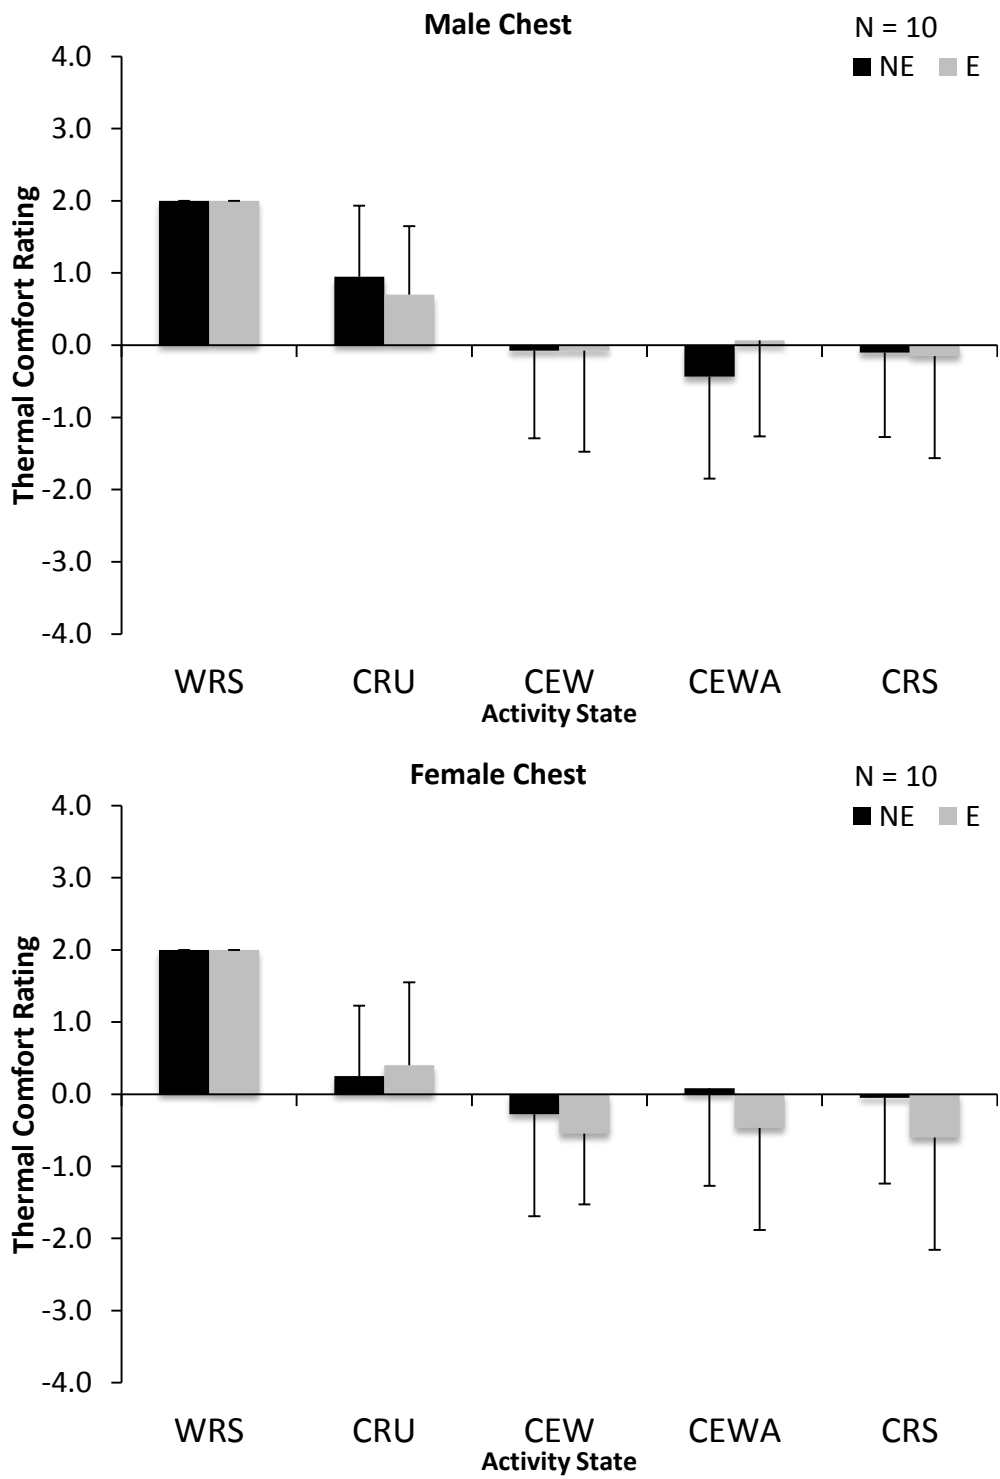 Male Chest
N = 10
NE E
4.0
3.0
2.0
1.0
0.0
-1.0
-2.0
-3.0
-4.0
Thermal Comfort Rating
WRS CRU CEW CEWA CRS
Activity State
Female Chest
N = 10
NE E
4.0
3.0
2.0
1.0
0.0
-1.0
-2.0
-3.0
-4.0
Thermal Comfort Rating
WRS CRU CEW CEWA CRS
Activity State